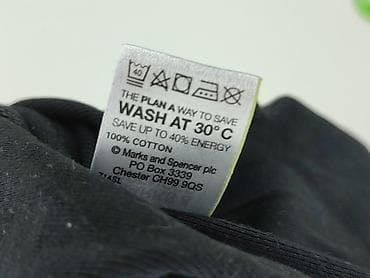 40
THE PLAN A WAY TO SAVE
WASH AT 30° C
SAVE UP TO 40% ENERGY
100% COTTON
© Marks and Spencer plc
PO Box 3339
Chester CH99 9QS